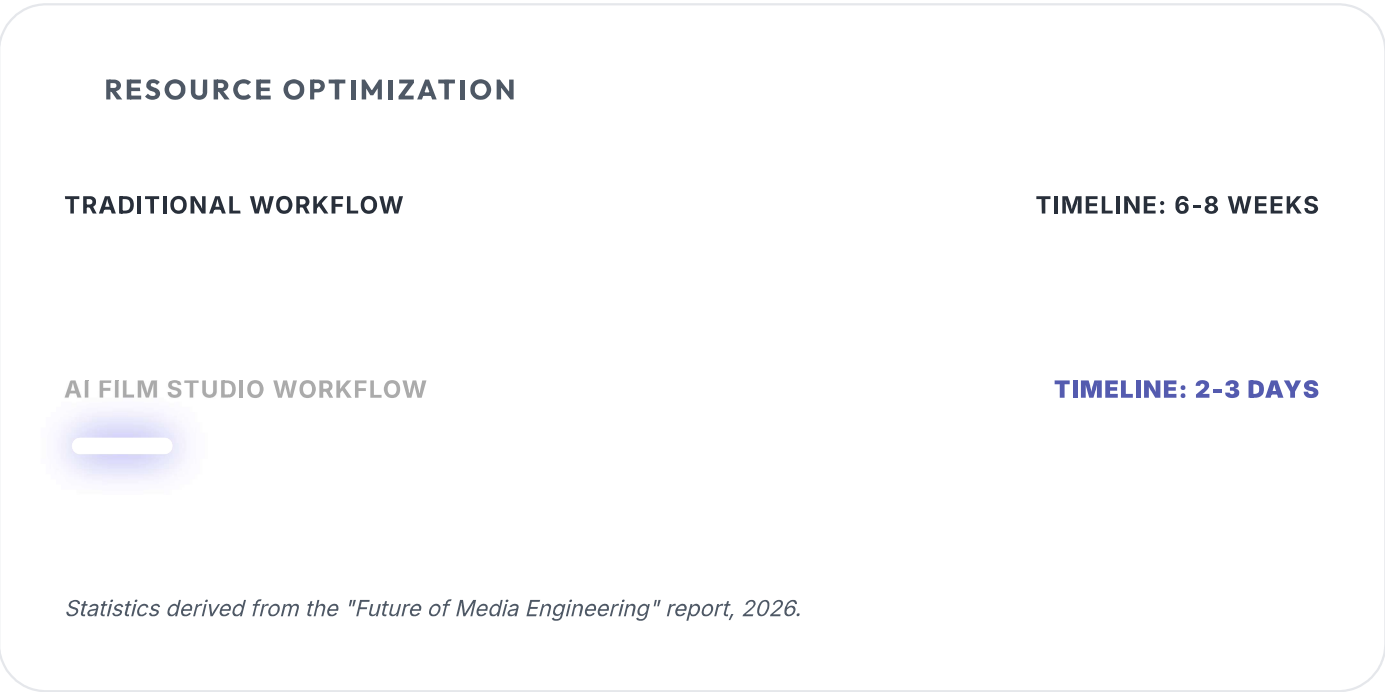 RESOURCE OPTIMIZATION
TRADITIONAL WORKFLOW TIMELINE: 6-8 WEEKS
AI FILM STUDIO WORKFLOW TIMELINE: 2-3 DAYS
Statistics derived from the "Future of Media Engineering" report, 2026.